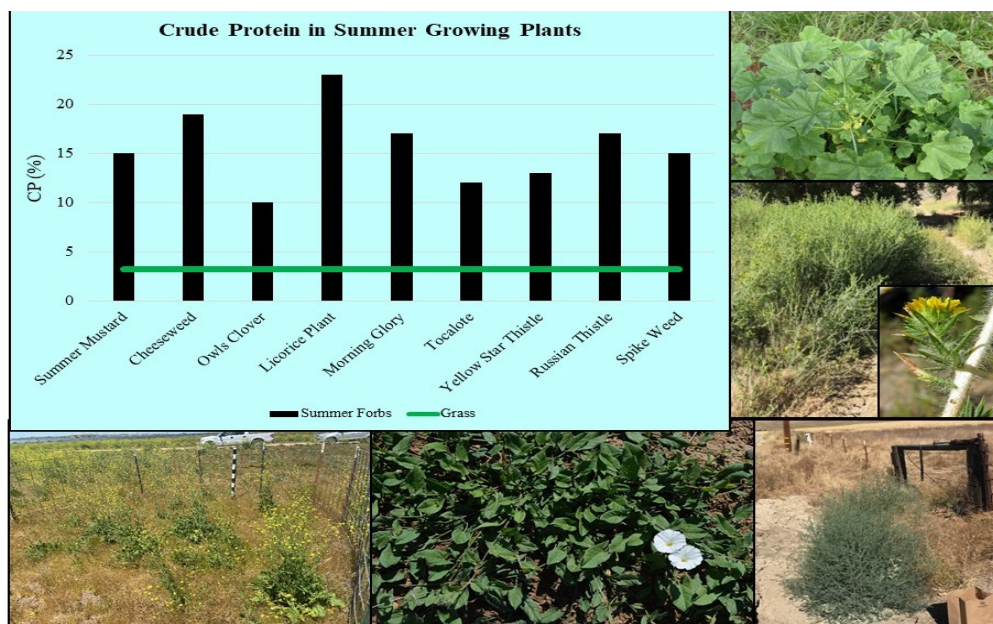 Crude Protein in Summer Growing Plants
25
20
15
10
5
0
CP (%)
Summer Mustard
Cheeseweed
Owls Clover
Licorice Plant
Morning Glory
Tocalote
Yellow Star Thistle
Russian Thistle
Spike Weed
Summer Forbs
Grass